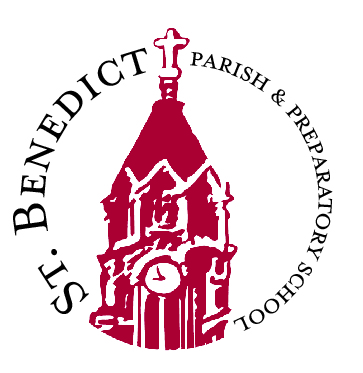 ST. BENEDICT
PARISH & PREPARATORY SCHOOL